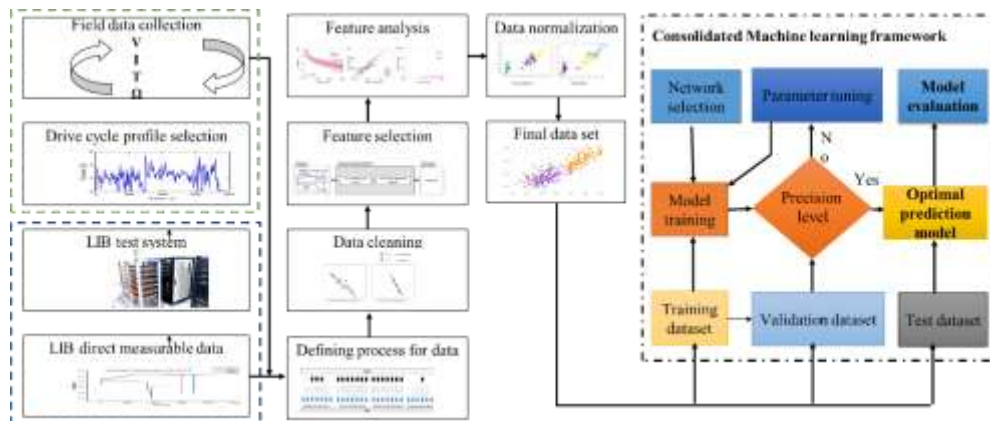 Field data collection
V
I
T
Ω
Drive cycle profile selection
LIB test system
LIB direct measurable data
Feature analysis
Feature selection
Data cleaning
Defining process for data
Data normalization
Final data set
Consolidated Machine learning framework
Network
selection
Parameter tuning
Model
evaluation
N
o
Yes
Model
training
Precision
level
Optimal
prediction
model
Training
dataset
Validation dataset
Test dataset